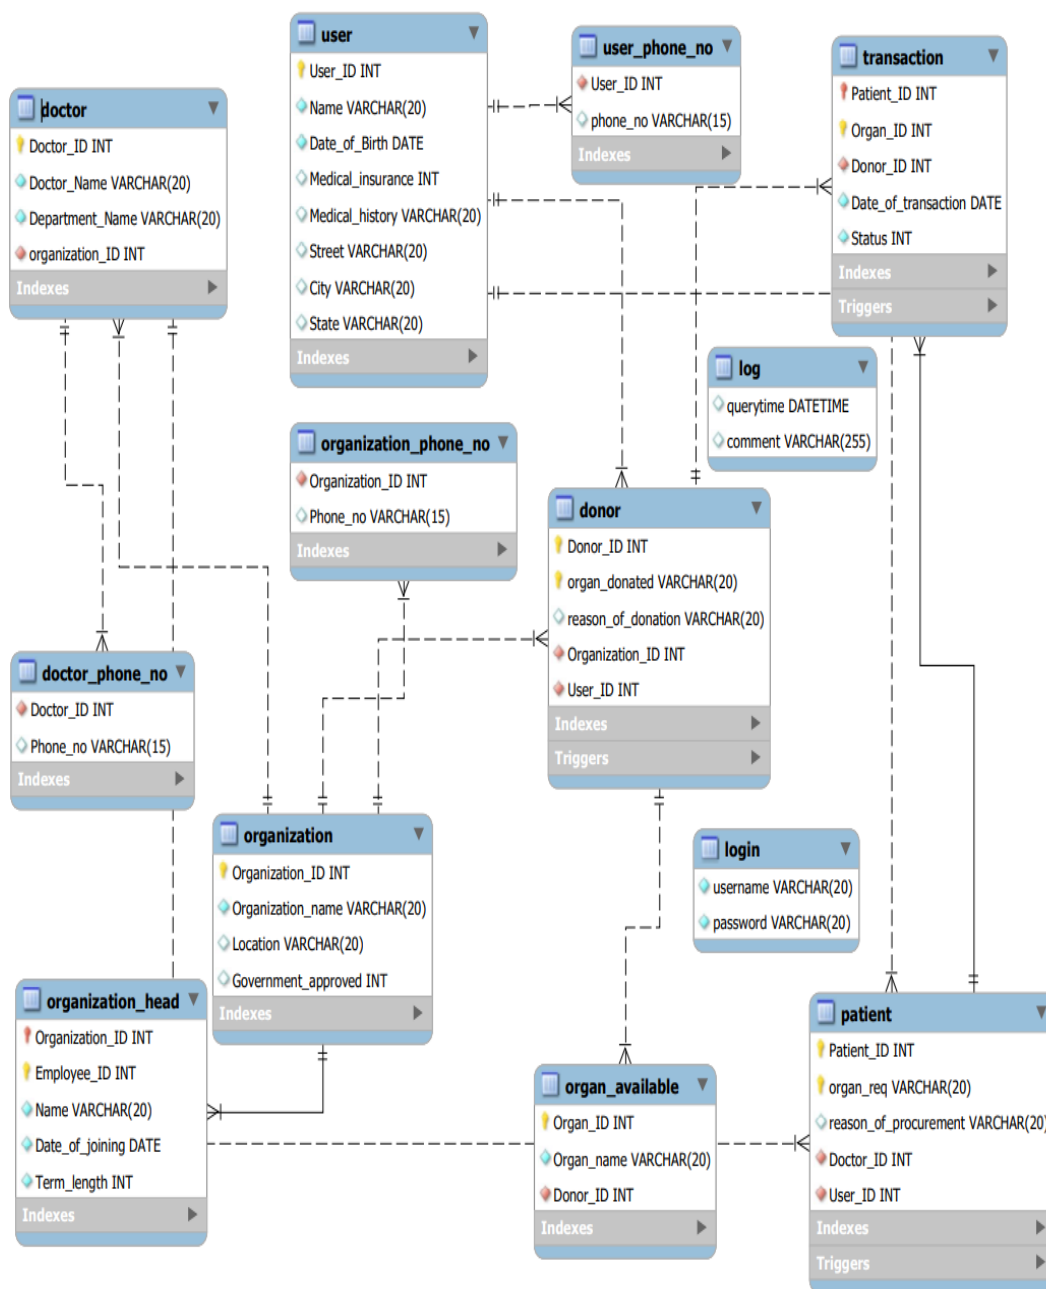 user
User_ID INT
Name VARCHAR(20)
Date_of_Birth DATE
Medical_insurance INT
Medical_history VARCHAR(20)
Street VARCHAR(20)
City VARCHAR(20)
State VARCHAR(20)
Indexes
user_phone_no
User_ID INT
phone_no VARCHAR(15)
Indexes
transaction
Patient_ID INT
Organ_ID INT
Donor_ID INT
Date_of_transaction DATE
Status INT
Indexes
Triggers
doctor
Doctor_ID INT
Doctor_Name VARCHAR(20)
Department_Name VARCHAR(20)
organization_ID INT
Indexes
log
querytime DATETIME
comment VARCHAR(255)
organization_phone_no
Organization_ID INT
Phone_no VARCHAR(15)
Indexes
donor
Donor_ID INT
organ_donated VARCHAR(20)
reason_of_donation VARCHAR(20)
Organization_ID INT
User_ID INT
Indexes
Triggers
doctor_phone_no
Doctor_ID INT
Phone_no VARCHAR(15)
Indexes
organization
Organization_ID INT
Organization_name VARCHAR(20)
Location VARCHAR(20)
Government_approved INT
Indexes
login
username VARCHAR(20)
password VARCHAR(20)
organization_head
Organization_ID INT
Employee_ID INT
Name VARCHAR(20)
Date_of_joining DATE
Term_length INT
Indexes
organ_available
Organ_ID INT
Organ_name VARCHAR(20)
Donor_ID INT
Indexes
patient
Patient_ID INT
organ_req VARCHAR(20)
reason_of_procurement VARCHAR(20)
Doctor_ID INT
User_ID INT
Indexes
Triggers